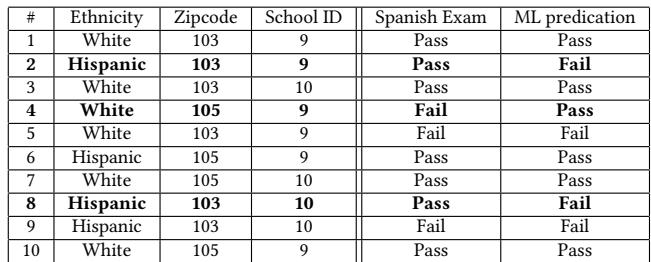 # Ethnicity Zipcode School ID Spanish Exam ML predication
1 White 103 9 Pass Pass
2 Hispanic 103 9 Pass Fail
3 White 103 10 Pass Pass
4 White 105 9 Fail Pass
5 White 103 9 Fail Fail
6 Hispanic 105 9 Pass Pass
7 White 105 10 Pass Pass
8 Hispanic 103 10 Pass Fail
9 Hispanic 103 10 Fail Fail
10 White 105 9 Pass Pass